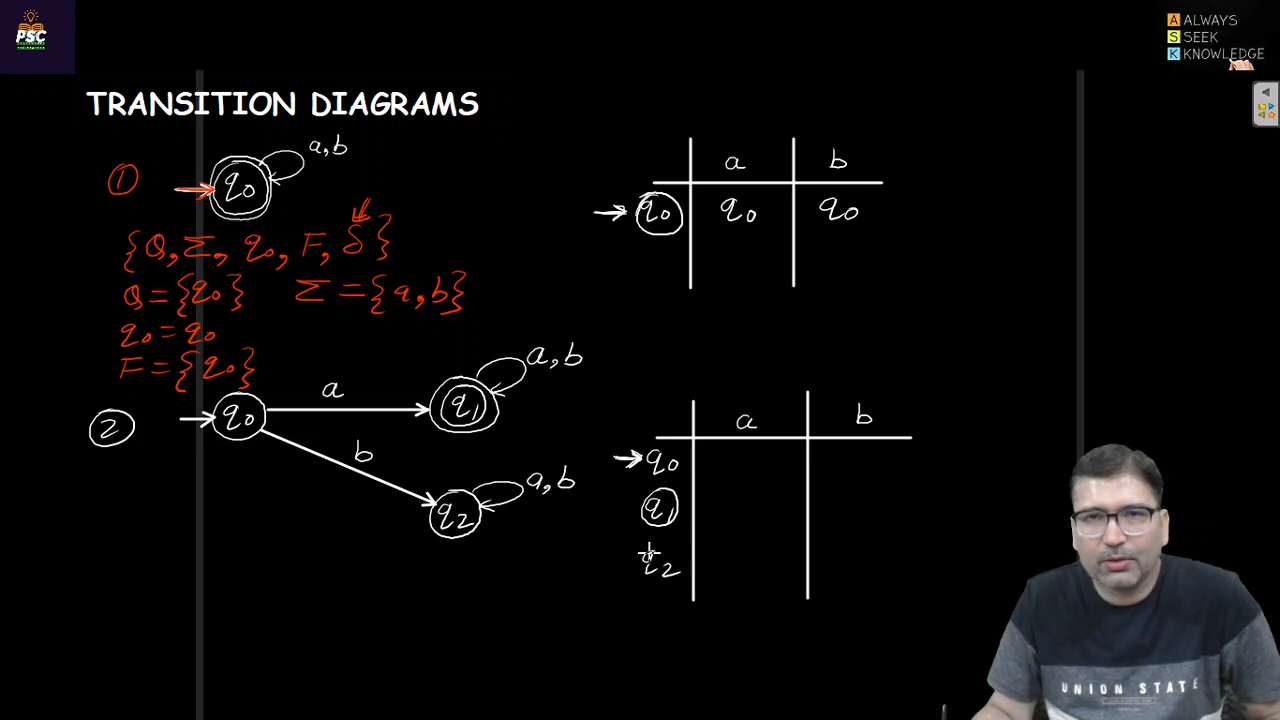 PSC
A ALWAYS
S SEEK
K KNOWLEDGE
TRANSITION DIAGRAMS
① q₀ a,b
{Q, Σ, q₀, F, δ}
Q = {q₀} Σ = {a, b}
q₀ = q₀
F = {q₀}
a b
q₀ q₀ q₀
② q₀ a q₁ a, b
b q₂ a, b
a b
q₀
q₁
q₂
UNION STATE